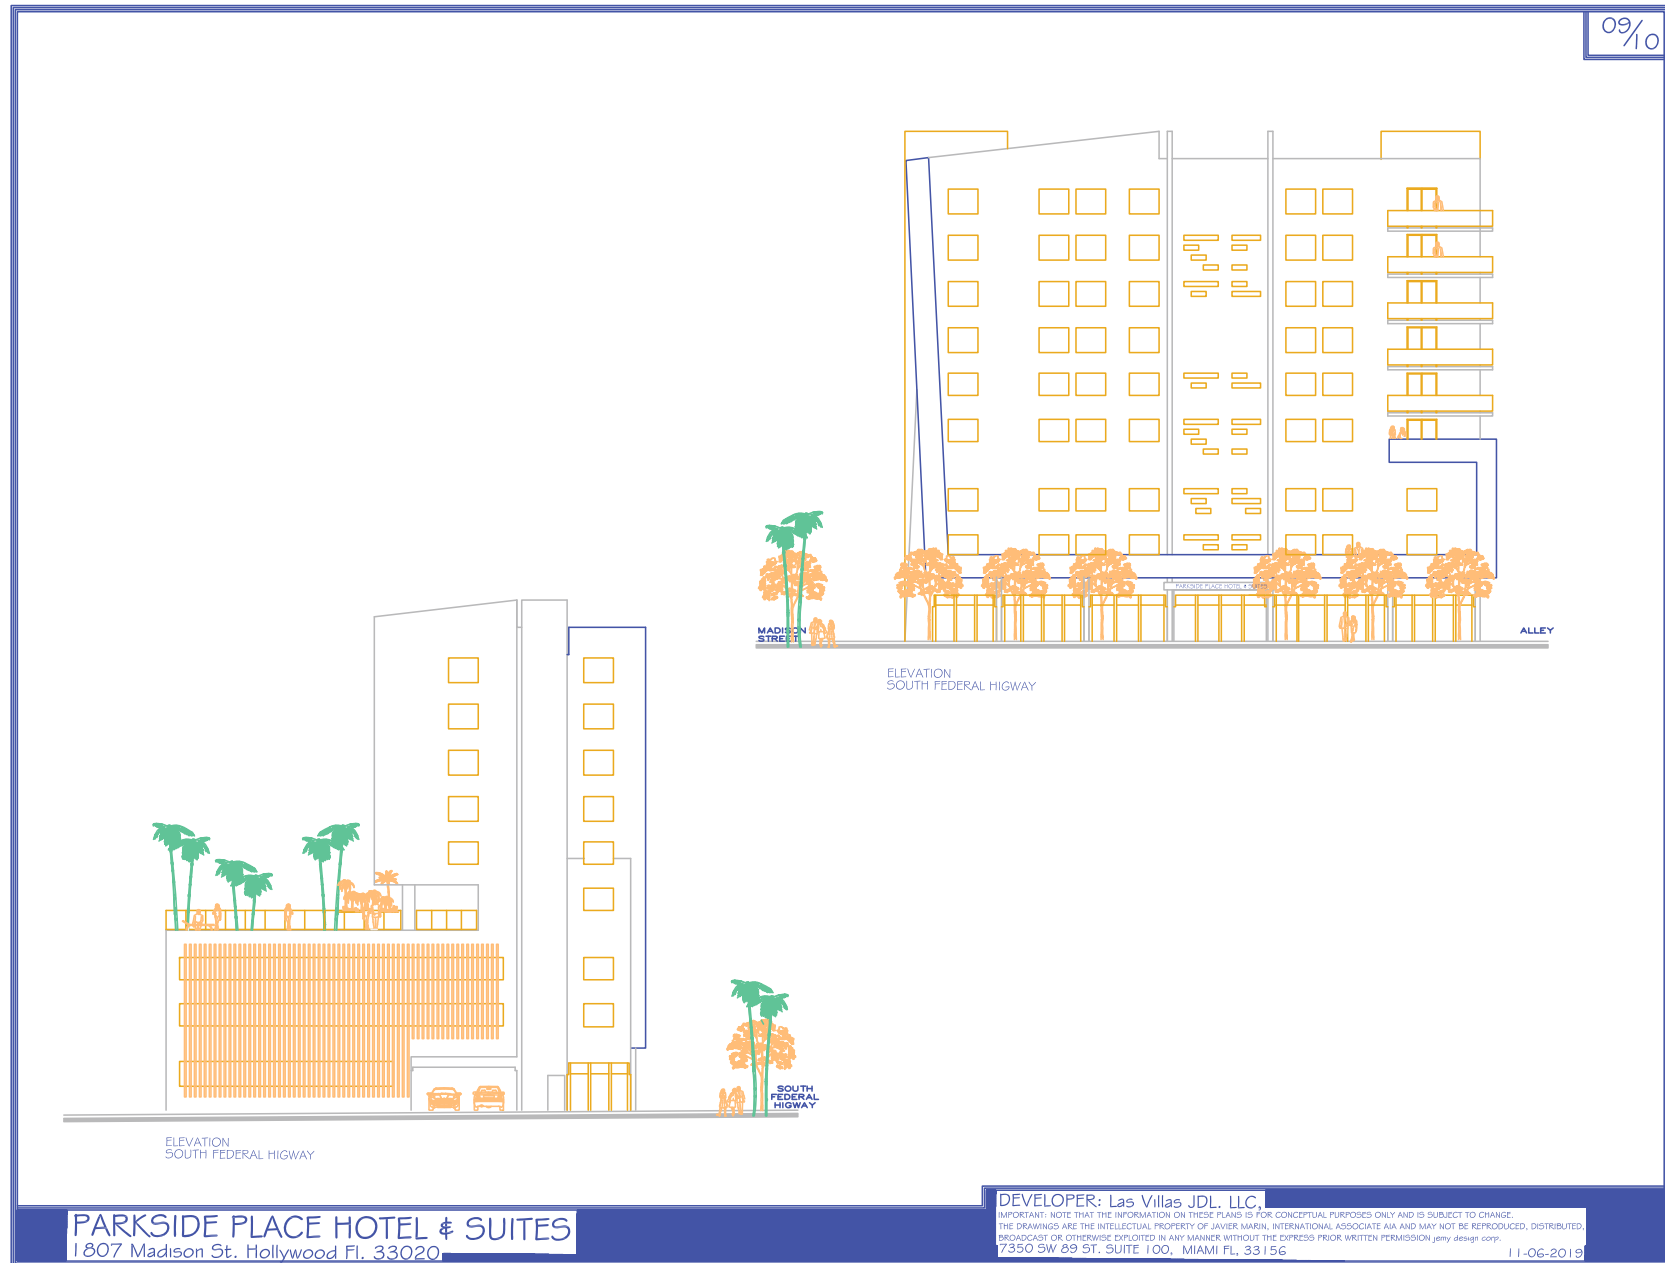 09/10
PARKSIDE PLACE HOTEL & SUITES
MADISON
STREET
ALLEY
ELEVATION
SOUTH FEDERAL HIGWAY
SOUTH
FEDERAL
HIGWAY
ELEVATION
SOUTH FEDERAL HIGWAY
PARKSIDE PLACE HOTEL & SUITES
1807 Madison St. Hollywood Fl. 33020
DEVELOPER: Las Villas JDL. LLC,
IMPORTANT: NOTE THAT THE INFORMATION ON THESE PLANS IS FOR CONCEPTUAL PURPOSES ONLY AND IS SUBJECT TO CHANGE.
THE DRAWINGS ARE THE INTELLECTUAL PROPERTY OF JAVIER MARIN, INTERNATIONAL ASSOCIATE AIA AND MAY NOT BE REPRODUCED, DISTRIBUTED,
BROADCAST OR OTHERWISE EXPLOITED IN ANY MANNER WITHOUT THE EXPRESS PRIOR WRITTEN PERMISSION jemy design corp.
7350 SW 89 ST. SUITE 100, MIAMI FL, 33156
11-06-2019